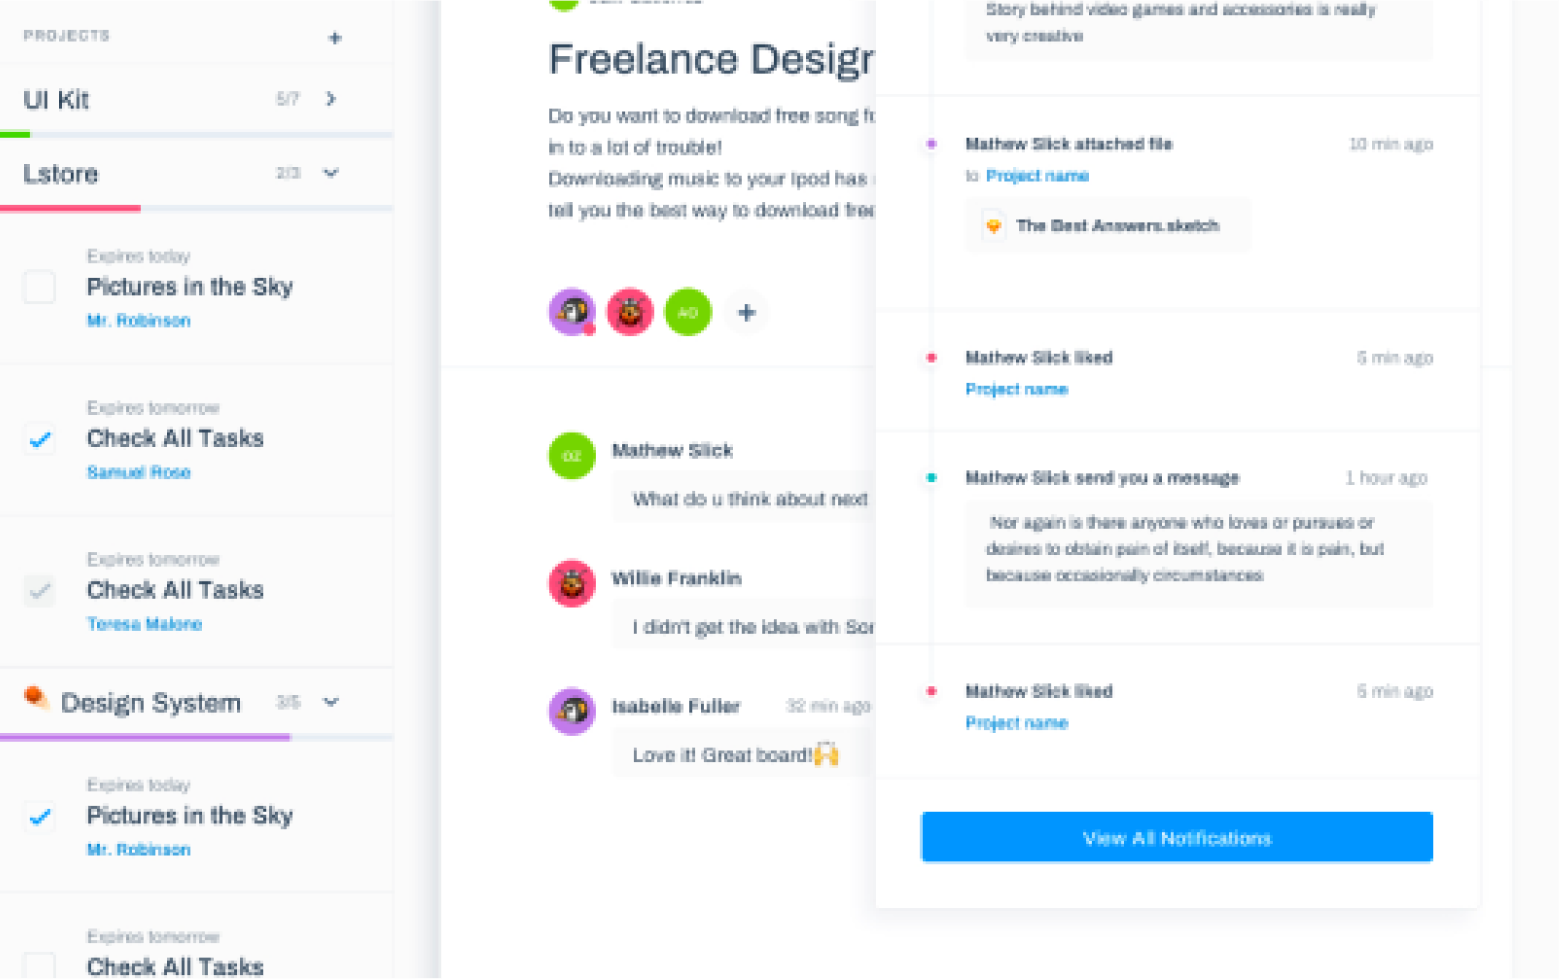 PROJECTS
UI Kit
5/7
Lstore
2/3
Expires today
Pictures in the Sky
Mr. Robinson
Expires tomorrow
Check All Tasks
Samuel Rose
Expires tomorrow
Check All Tasks
Teresa Malone
Design System
3/5
Expires today
Pictures in the Sky
Mr. Robinson
Expires tomorrow
Check All Tasks
Freelance Design
Do you want to download free song
in to a lot of trouble!
Downloading music to your Ipod has
tell you the best way to download free
AD
OZ
Mathew Slick
What do u think about next
Willie Franklin
I didn't get the idea with
Isabelle Fuller
32 min ago
Love it! Great board!🙌
Story behind video games and accessories is really
very creative
Mathew Slick attached file
10 min ago
to Project name
The Best Answers.sketch
Mathew Slick liked
5 min ago
Project name
Mathew Slick send you a message
1 hour ago
Nor again is there anyone who loves or pursues or
desires to obtain pain of itself, because it is pain, but
because occasionally circumstances
Mathew Slick liked
5 min ago
Project name
View All Notifications